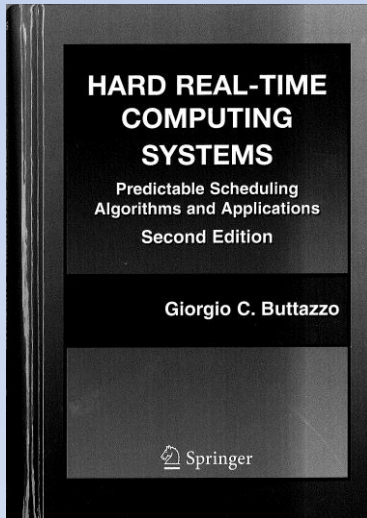 HARD REAL-TIME
COMPUTING
SYSTEMS
Predictable Scheduling
Algorithms and Applications
Second Edition
Giorgio C. Buttazzo
Springer